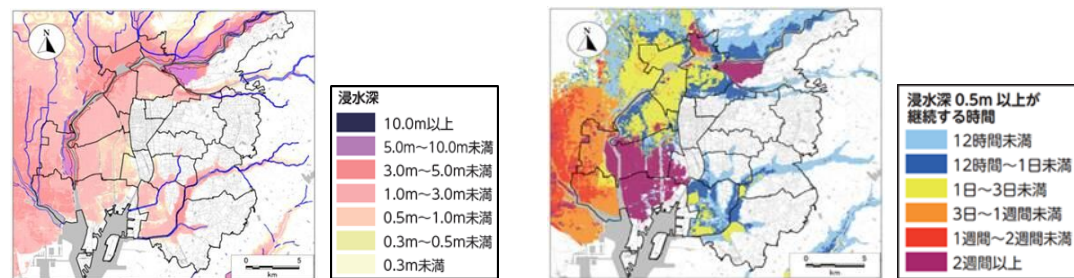 N
0
5
km
浸水深
10.0m以上
5.0m～10.0m未満
3.0m～5.0m未満
1.0m～3.0m未満
0.5m～1.0m未満
0.3m～0.5m未満
0.3m未満
N
0
5
km
浸水深 0.5m 以上が
継続する時間
12時間未満
12時間～1日未満
1日～3日未満
3日～1週間未満
1週間～2週間未満
2週間以上